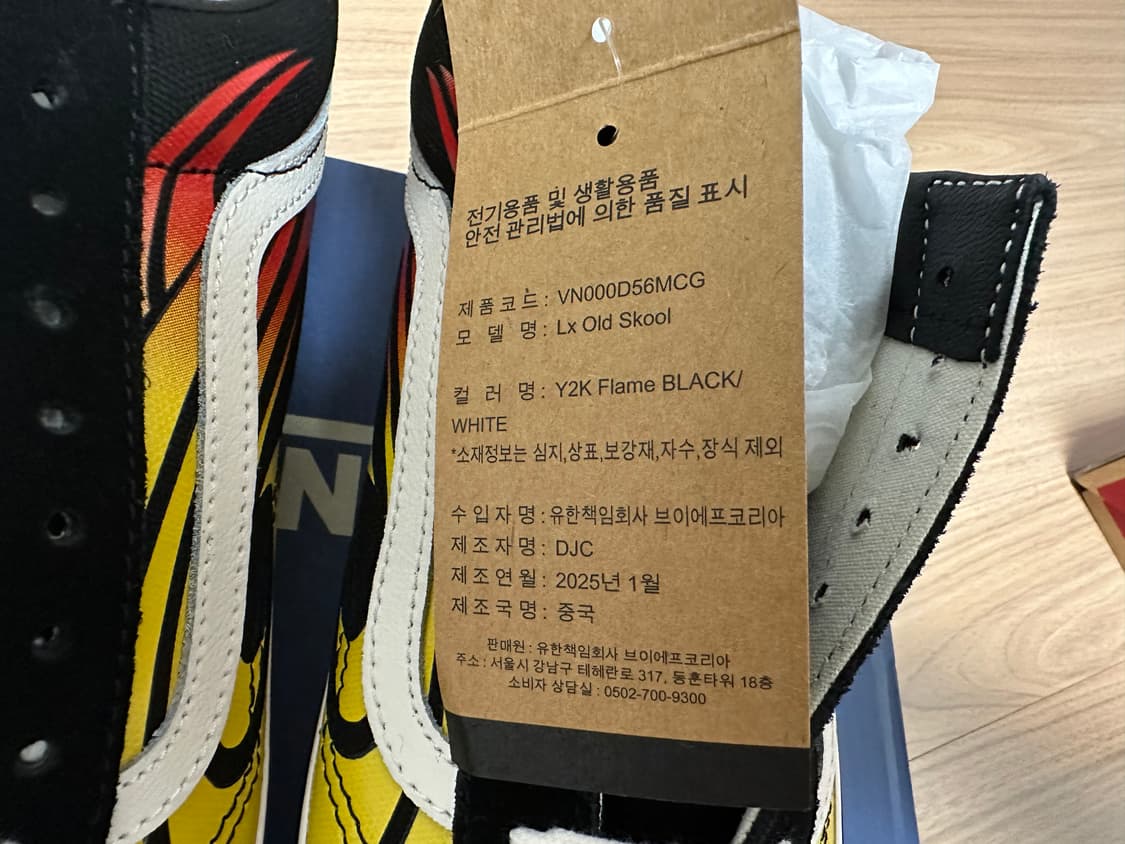 전기용품 및 생활용품
안전 관리법에 의한 품질 표시
제품코드: VN000D56MCG
모델명: Lx Old Skool
컬러명: Y2K Flame BLACK/
WHITE
*소재정보는 심지,상표,보강재,자수,장식 제외
수입자명: 유한책임회사 브이에프코리아
제조자명: DJC
제조연월: 2025년 1월
제조국명: 중국
판매원 : 유한책임회사 브이에프코리아
주소 : 서울시 강남구 테헤란로 317, 동훈타워 18층
소비자 상담실 : 0502-700-9300
N